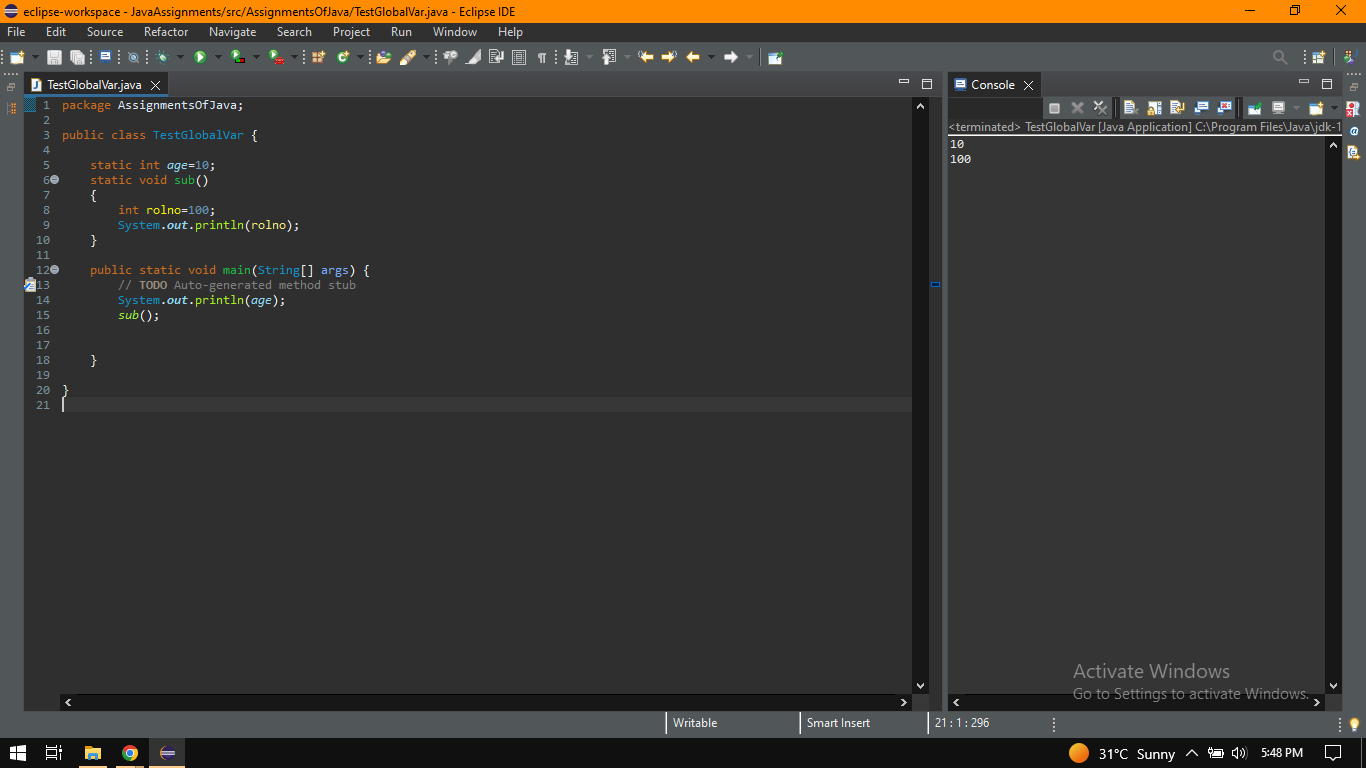 eclipse-workspace - JavaAssignments/src/AssignmentsOfJava/TestGlobalVar.java - Eclipse IDE
File Edit Source Refactor Navigate Search Project Run Window Help
TestGlobalVar.java
1 package AssignmentsOfJava;
2
3 public class TestGlobalVar {
4
5 static int age=10;
6 static void sub()
7 {
8 int rolno=100;
9 System.out.println(rolno);
10 }
11
12 public static void main(String[] args) {
13 // TODO Auto-generated method stub
14 System.out.println(age);
15 sub();
16
17
18 }
19
20 }
21
Console
<terminated> TestGlobalVar [Java Application] C:\Program Files\Java\jdk-1
10
100
Activate Windows
Go to Settings to activate Windows.
Writable Smart Insert 21 : 1 : 296
31°C Sunny 5:48 PM